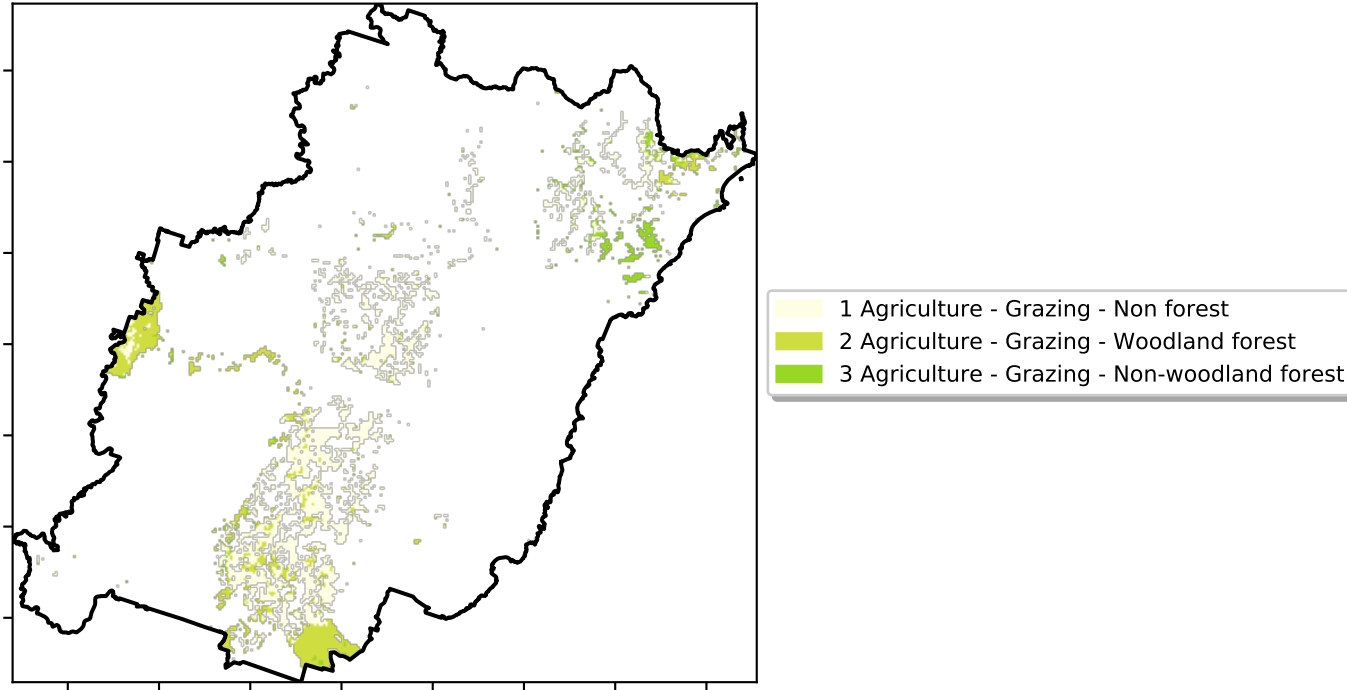 1 Agriculture - Grazing - Non forest
2 Agriculture - Grazing - Woodland forest
3 Agriculture - Grazing - Non-woodland forest